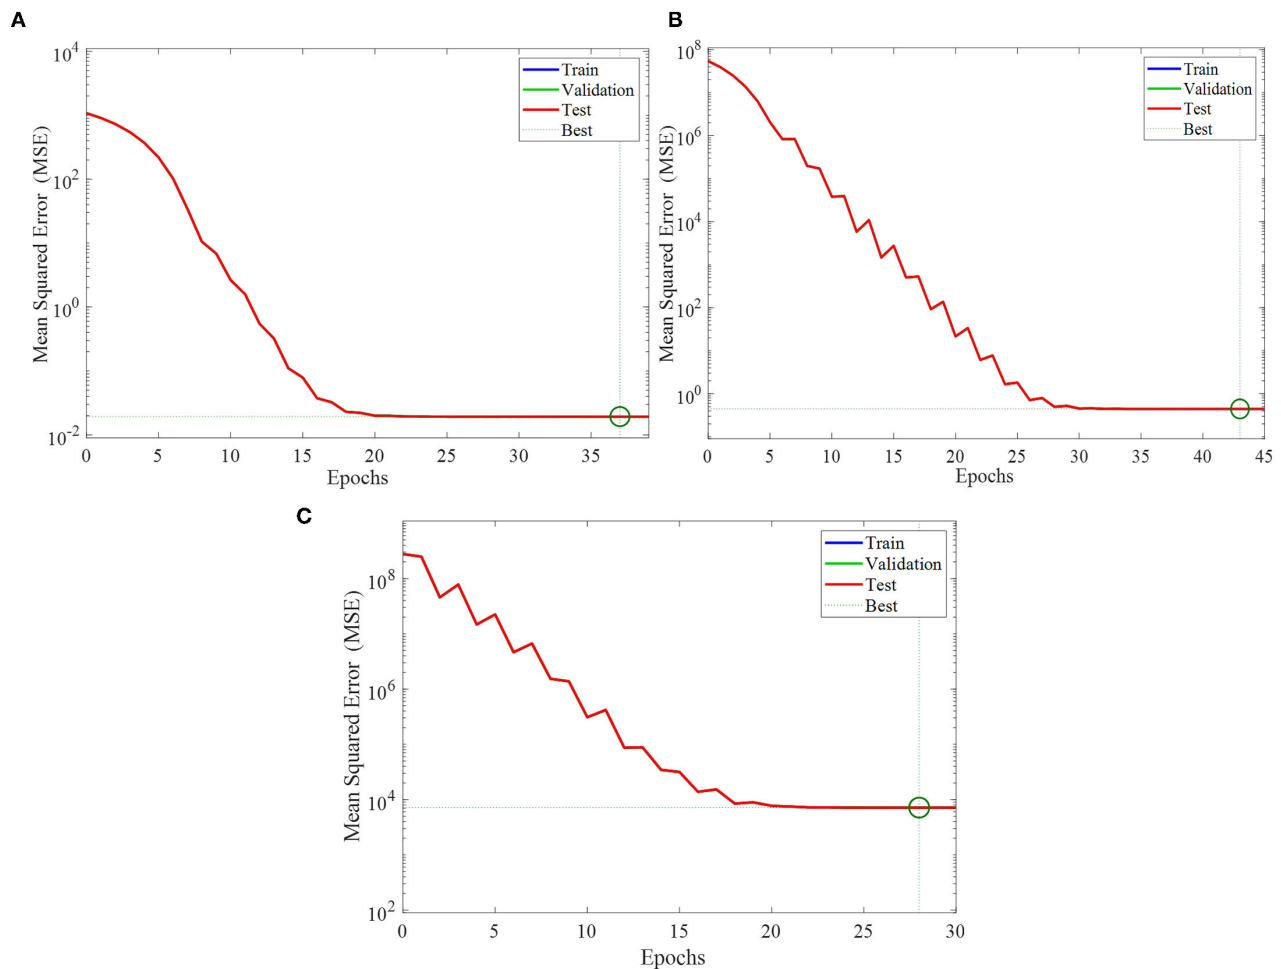 A
Mean Squared Error (MSE)
10^4
10^2
10^0
10^-2
Train
Validation
Test
Best
0 5 10 15 20 25 30 35
Epochs
B
Mean Squared Error (MSE)
10^8
10^6
10^4
10^2
10^0
Train
Validation
Test
Best
0 5 10 15 20 25 30 35 40 45
Epochs
C
Mean Squared Error (MSE)
10^8
10^6
10^4
10^2
Train
Validation
Test
Best
0 5 10 15 20 25 30
Epochs